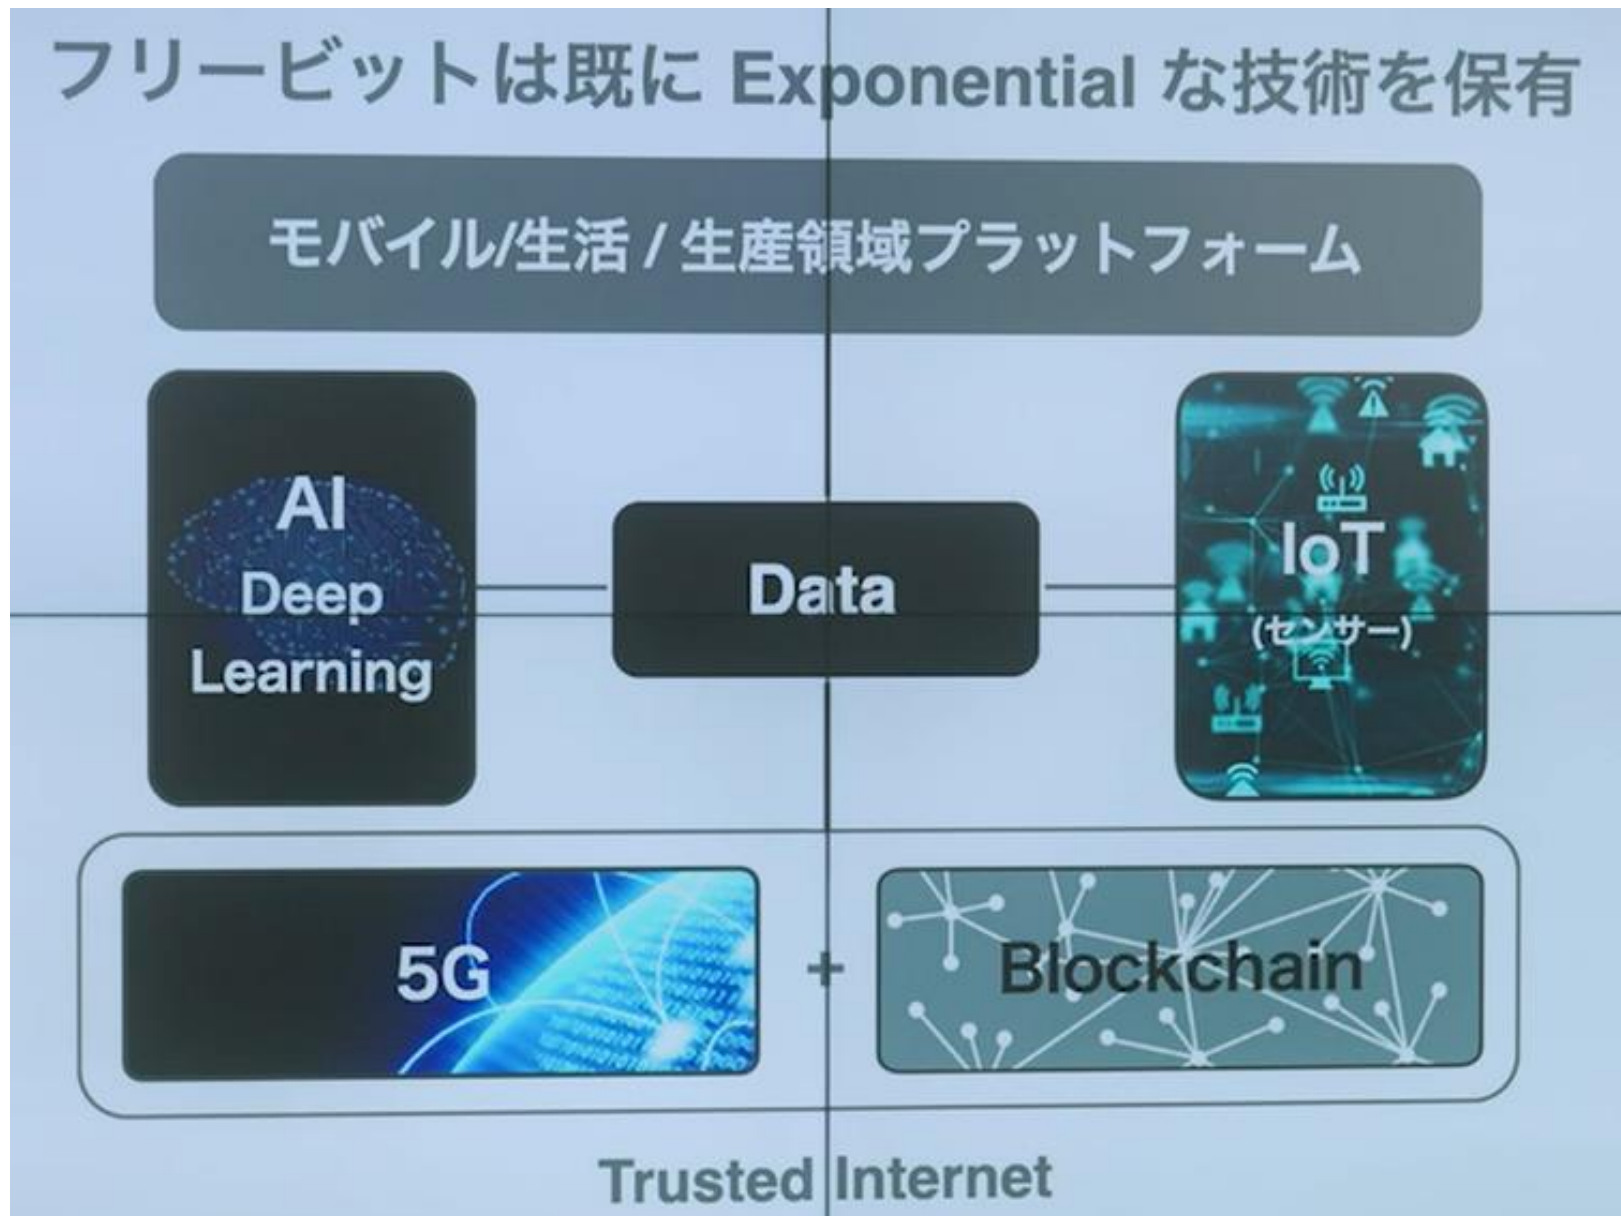 フリービットは既に Exponential な技術を保有
モバイル/生活 / 生産領域プラットフォーム
AI
Deep
Learning
Data
IoT
(センサー)
5G
+
Blockchain
Trusted Internet